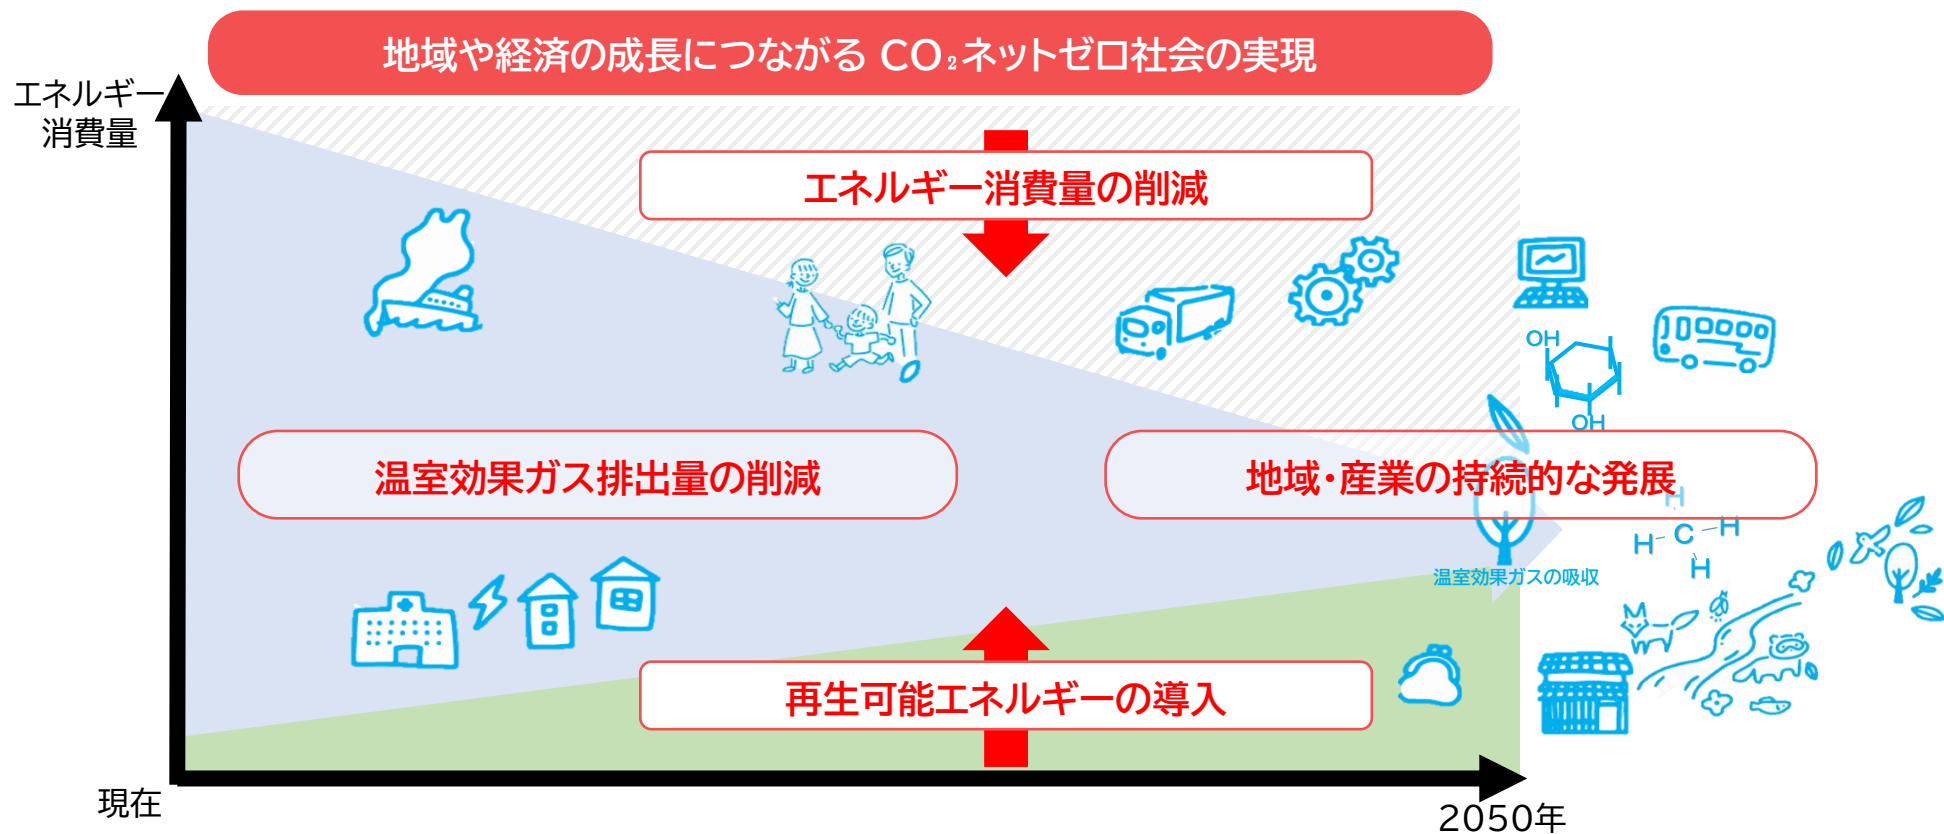 地域や経済の成長につながる CO₂ネットゼロ社会の実現
エネルギー
消費量
エネルギー消費量の削減
OH
OH
温室効果ガス排出量の削減
地域・産業の持続的な発展
H
H C H
H
温室効果ガスの吸収
再生可能エネルギーの導入
現在
2050年